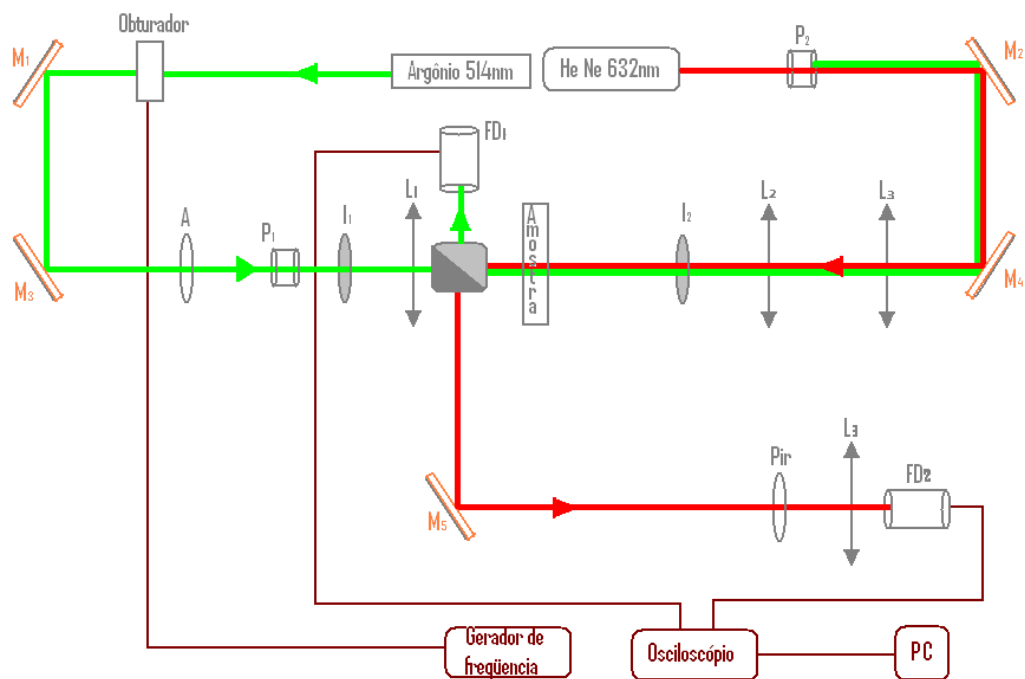 Obturador
M₁
Argônio 514nm
He Ne 632nm
P₂
M₂
FD₁
L₁
A
P₁
I₁
Amostra
I₂
L₂
L₃
M₃
M₄
M₅
Pir
L₃
FD2
Gerador de
freqüencia
Osciloscópio
PC